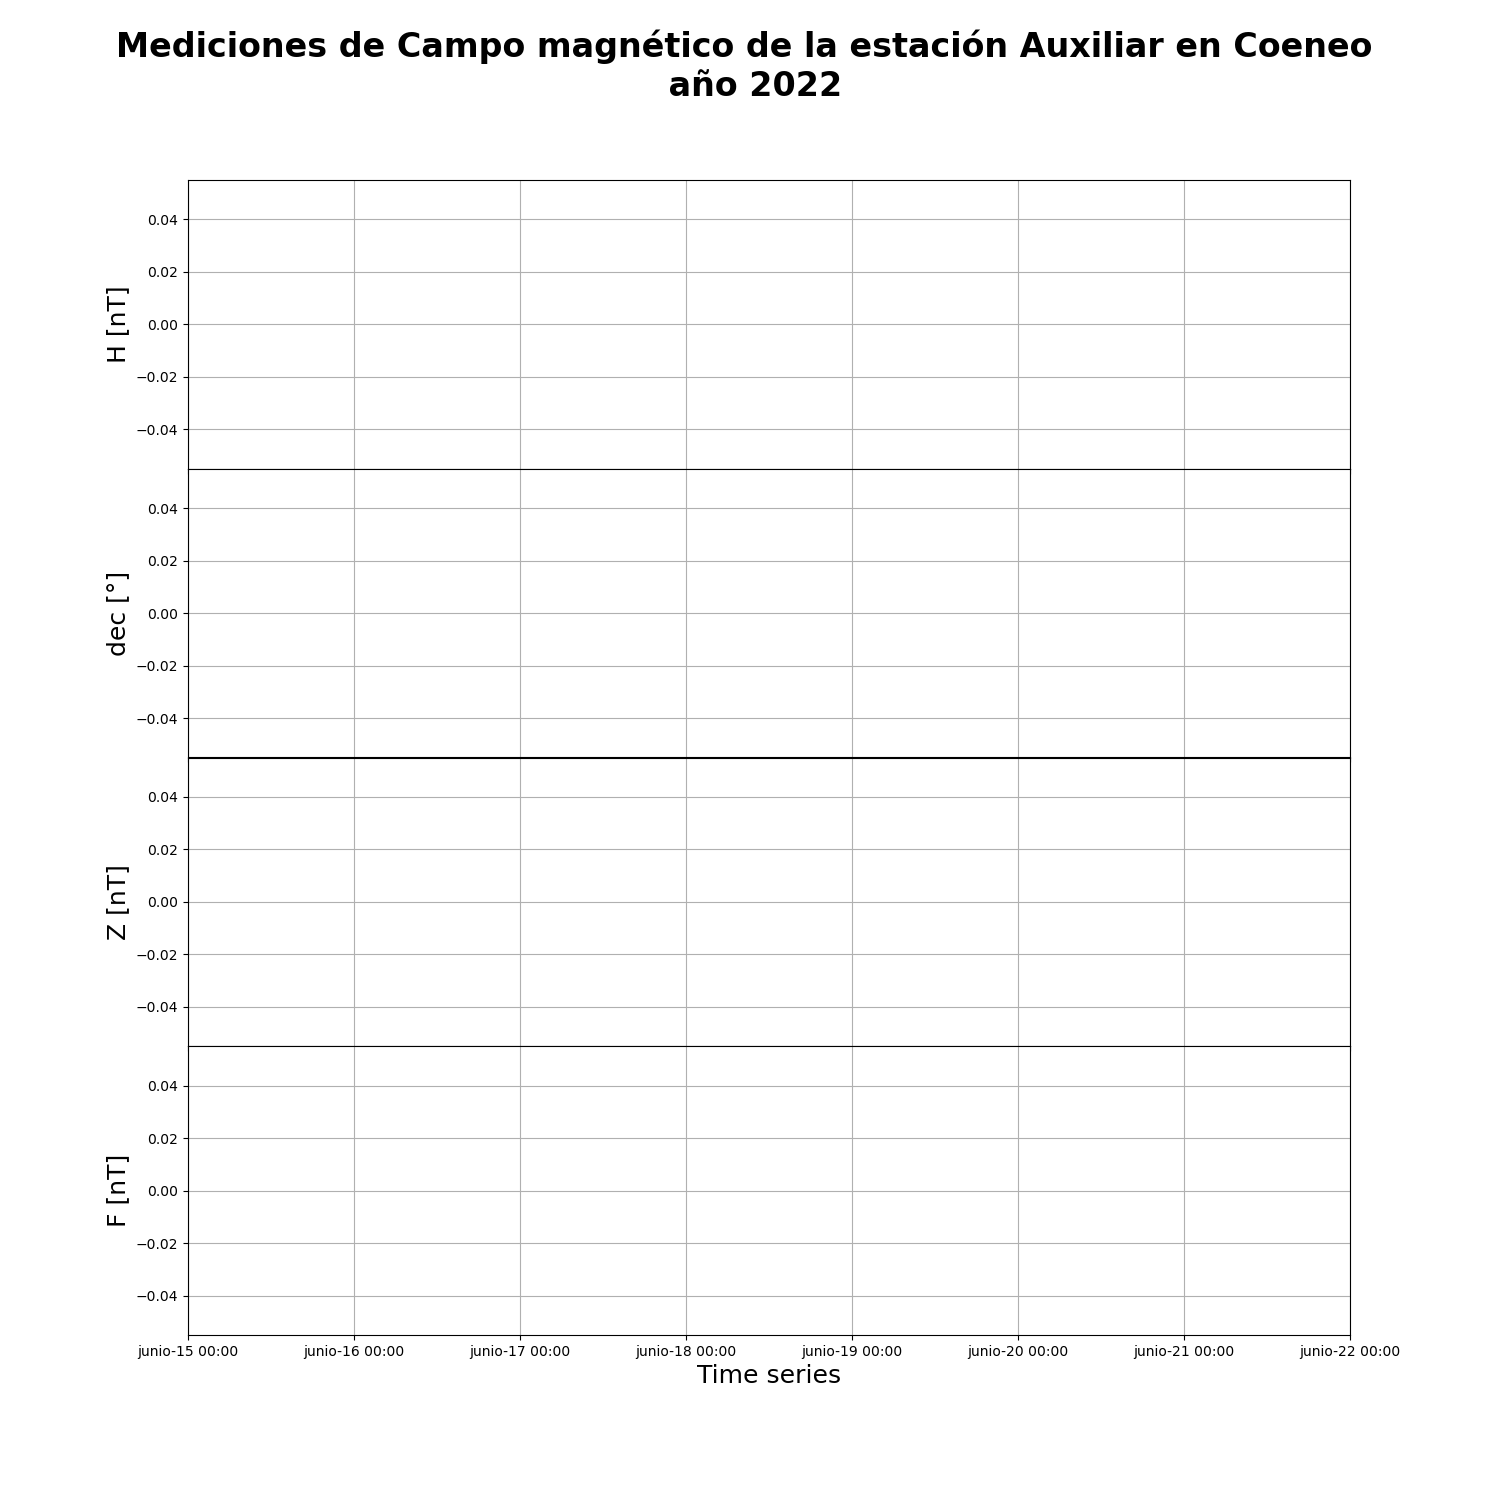 Mediciones de Campo magnético de la estación Auxiliar en Coeneo
año 2022
0.04
0.02
0.00
−0.02
−0.04
H [nT]
0.04
0.02
0.00
−0.02
−0.04
dec [°]
0.04
0.02
0.00
−0.02
−0.04
Z [nT]
0.04
0.02
0.00
−0.02
−0.04
F [nT]
junio-15 00:00 junio-16 00:00 junio-17 00:00 junio-18 00:00 junio-19 00:00 junio-20 00:00 junio-21 00:00 junio-22 00:00
Time series